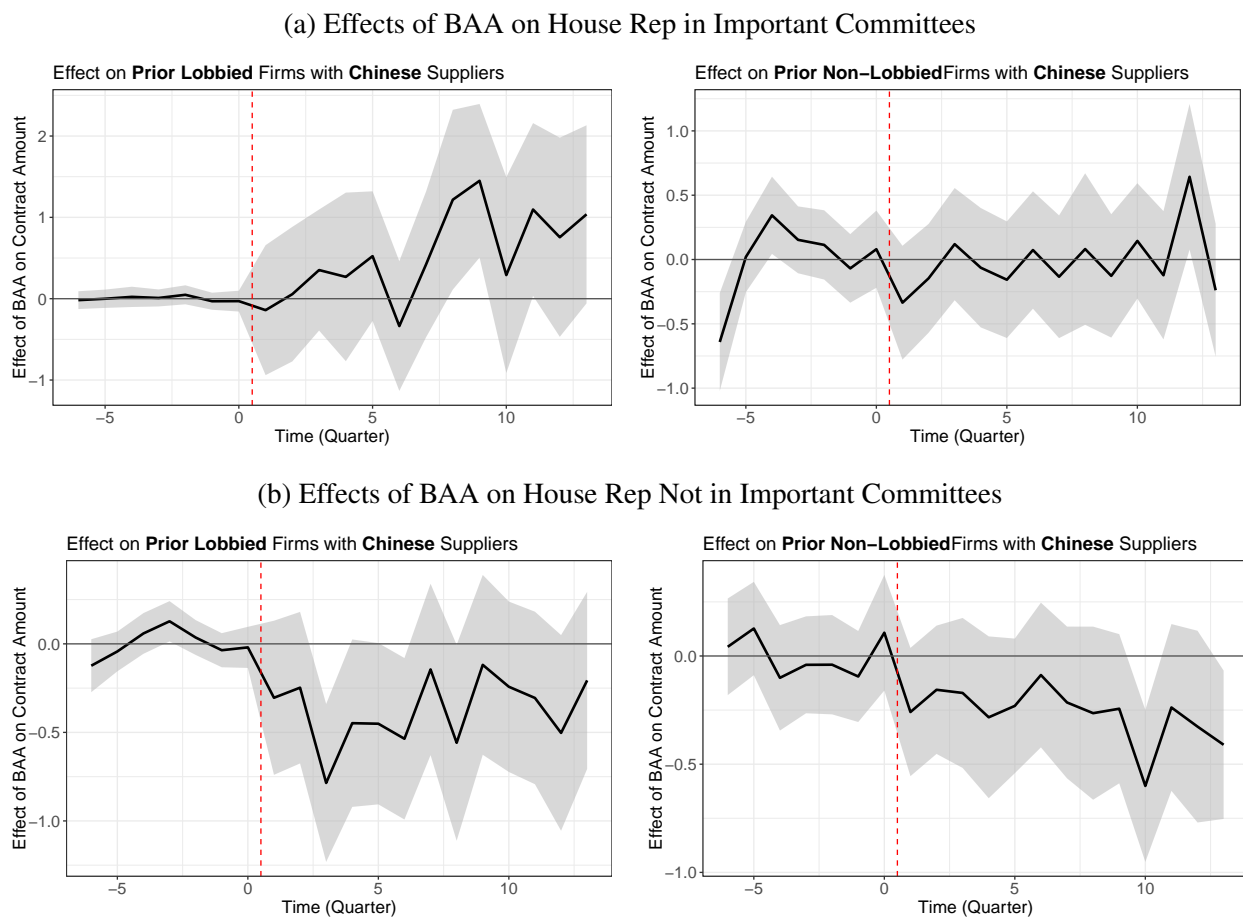 (a) Effects of BAA on House Rep in Important Committees
Effect on Prior Lobbied Firms with Chinese Suppliers
Effect of BAA on Contract Amount
2
1
0
−1
−5
0
5
10
Time (Quarter)
Effect on Prior Non−LobbiedFirms with Chinese Suppliers
Effect of BAA on Contract Amount
1.0
0.5
0.0
−0.5
−1.0
−5
0
5
10
Time (Quarter)
(b) Effects of BAA on House Rep Not in Important Committees
Effect on Prior Lobbied Firms with Chinese Suppliers
Effect of BAA on Contract Amount
0.0
−0.5
−1.0
−5
0
5
10
Time (Quarter)
Effect on Prior Non−LobbiedFirms with Chinese Suppliers
Effect of BAA on Contract Amount
0.0
−0.5
−1.0
−5
0
5
10
Time (Quarter)